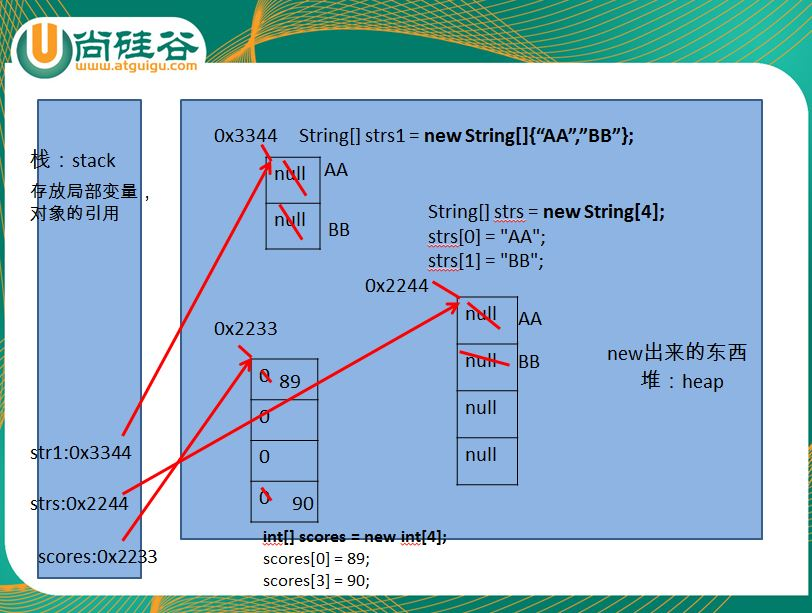 尚硅谷
www.atguigu.com
栈：stack
存放局部变量，
对象的引用
str1:0x3344
strs:0x2244
scores:0x2233
0x3344 String[] strs1 = new String[]{“AA”,”BB”};
null AA
null BB
String[] strs = new String[4];
strs[0] = "AA";
strs[1] = "BB";
0x2244
null AA
null BB
null
null
new出来的东西
堆：heap
0x2233
0 89
0
0
0 90
int[] scores = new int[4];
scores[0] = 89;
scores[3] = 90;